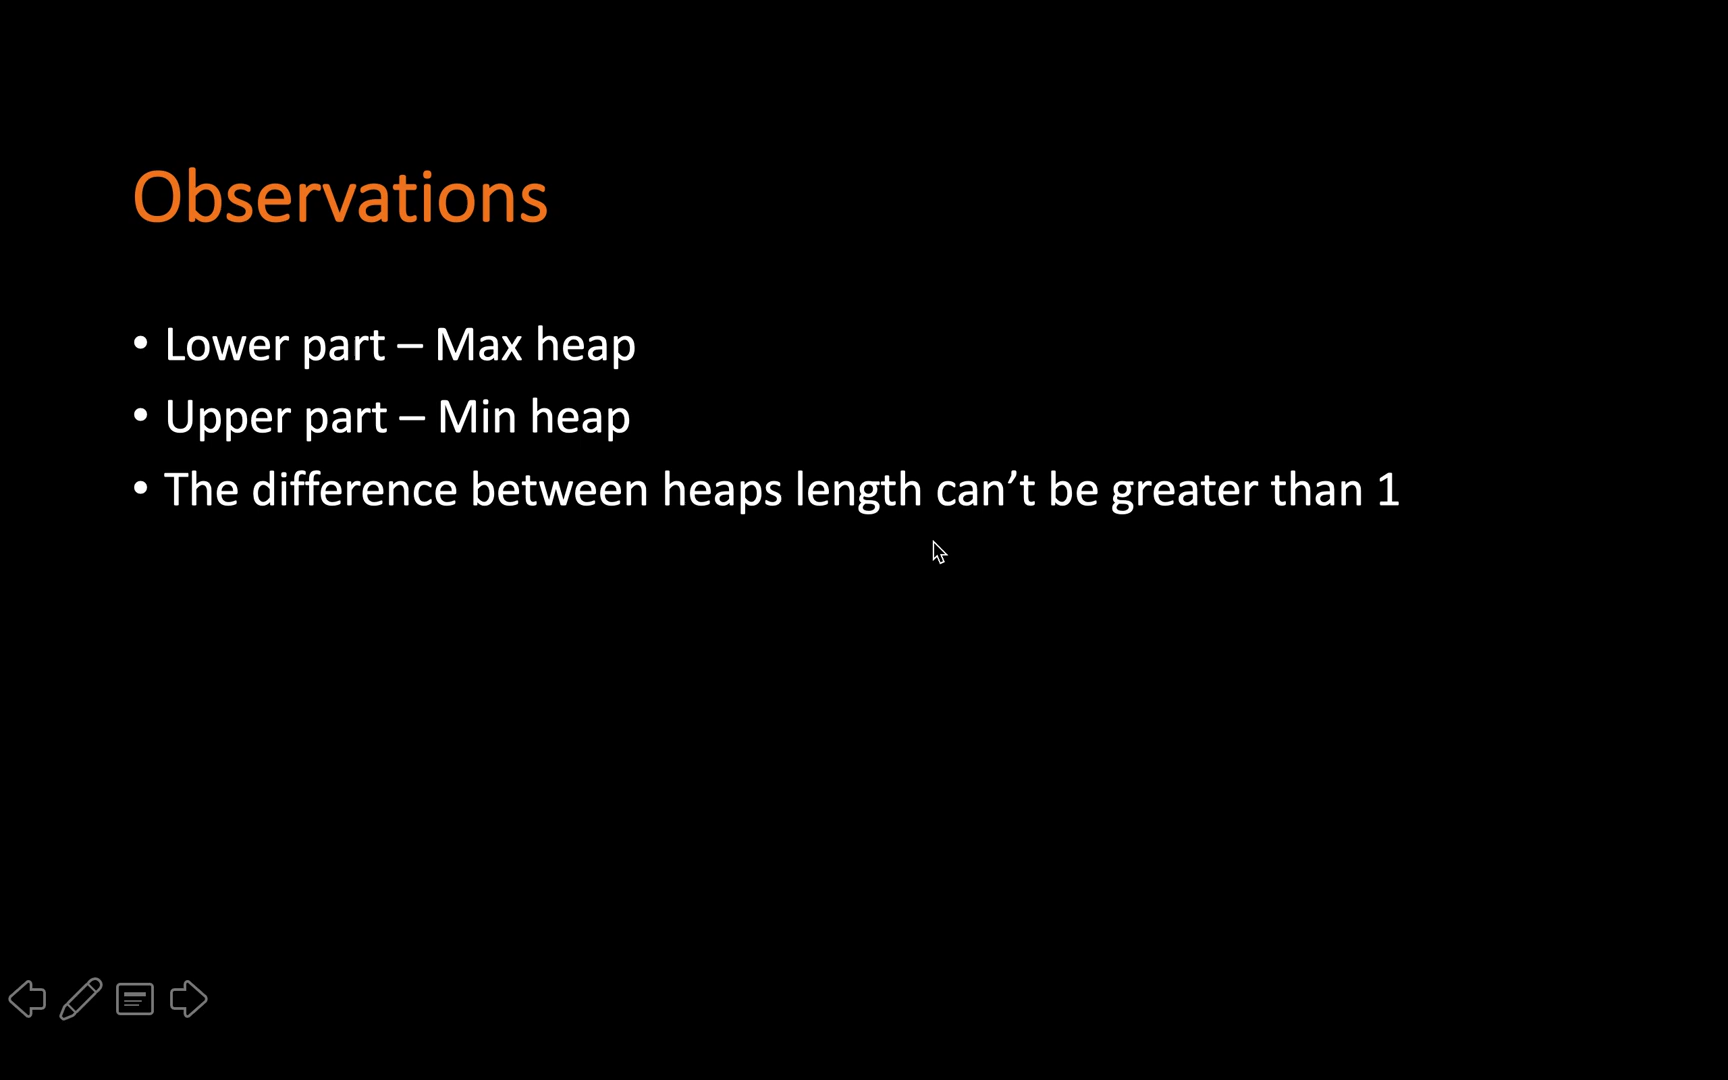 Observations
• Lower part – Max heap
• Upper part – Min heap
• The difference between heaps length can’t be greater than 1